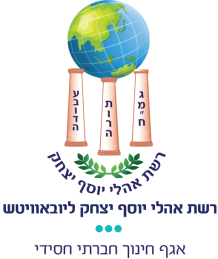 עבודה
תורה
גמ"ח
רשת אהלי יוסף יצחק
רשת אהלי יוסף יצחק ליובאוויטש
אגף חינוך חברתי חסידי